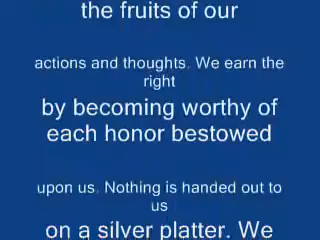 the fruits of our
actions and thoughts. We earn the
right
by becoming worthy of
each honor bestowed
upon us. Nothing is handed out to
us
on a silver platter. We